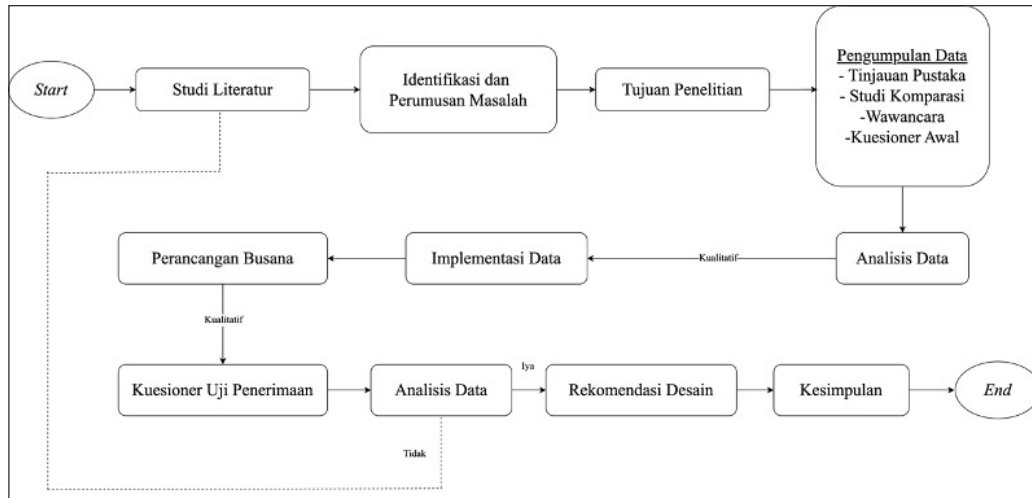 Start
Studi Literatur
Identifikasi dan
Perumusan Masalah
Tujuan Penelitian
Pengumpulan Data
- Tinjauan Pustaka
- Studi Komparasi
-Wawancara
-Kuesioner Awal
Analisis Data
Kualitatif
Implementasi Data
Perancangan Busana
Kualitatif
Kuesioner Uji Penerimaan
Analisis Data
Iya
Rekomendasi Desain
Kesimpulan
End
Tidak